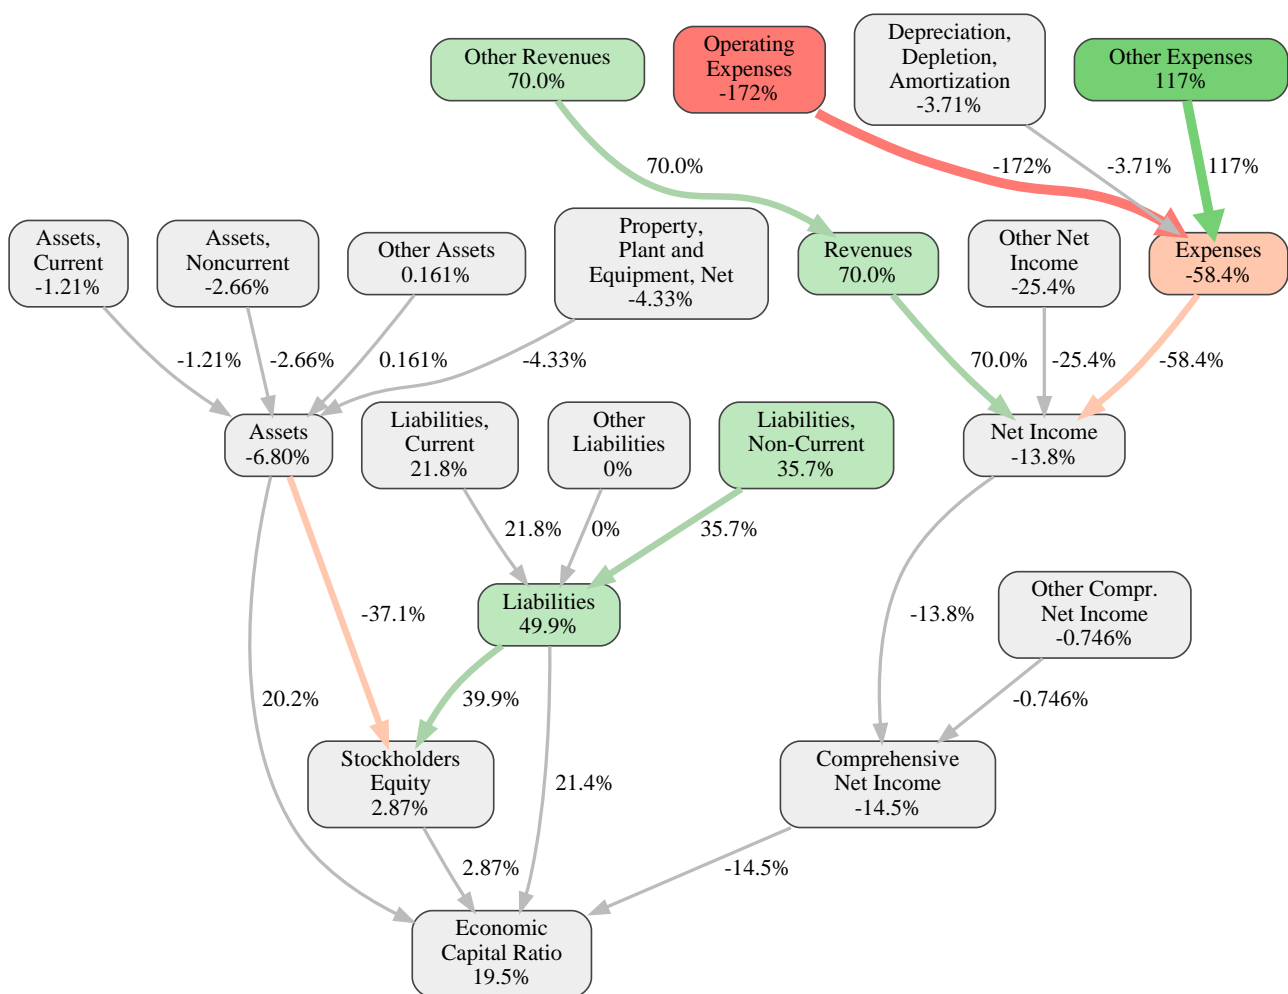 Other Revenues
70.0%
Operating
Expenses
-172%
Depreciation,
Depletion,
Amortization
-3.71%
Other Expenses
117%
70.0%
-172%
-3.71%
117%
Assets,
Current
-1.21%
Assets,
Noncurrent
-2.66%
Other Assets
0.161%
Property,
Plant and
Equipment, Net
-4.33%
Revenues
70.0%
Other Net
Income
-25.4%
Expenses
-58.4%
-1.21%
-2.66%
0.161%
-4.33%
70.0%
-25.4%
-58.4%
Assets
-6.80%
Liabilities,
Current
21.8%
Other
Liabilities
0%
Liabilities,
Non-Current
35.7%
Net Income
-13.8%
21.8%
0%
35.7%
Liabilities
49.9%
-37.1%
-13.8%
Other Compr.
Net Income
-0.746%
20.2%
39.9%
-0.746%
Stockholders
Equity
2.87%
21.4%
Comprehensive
Net Income
-14.5%
2.87%
-14.5%
Economic
Capital Ratio
19.5%